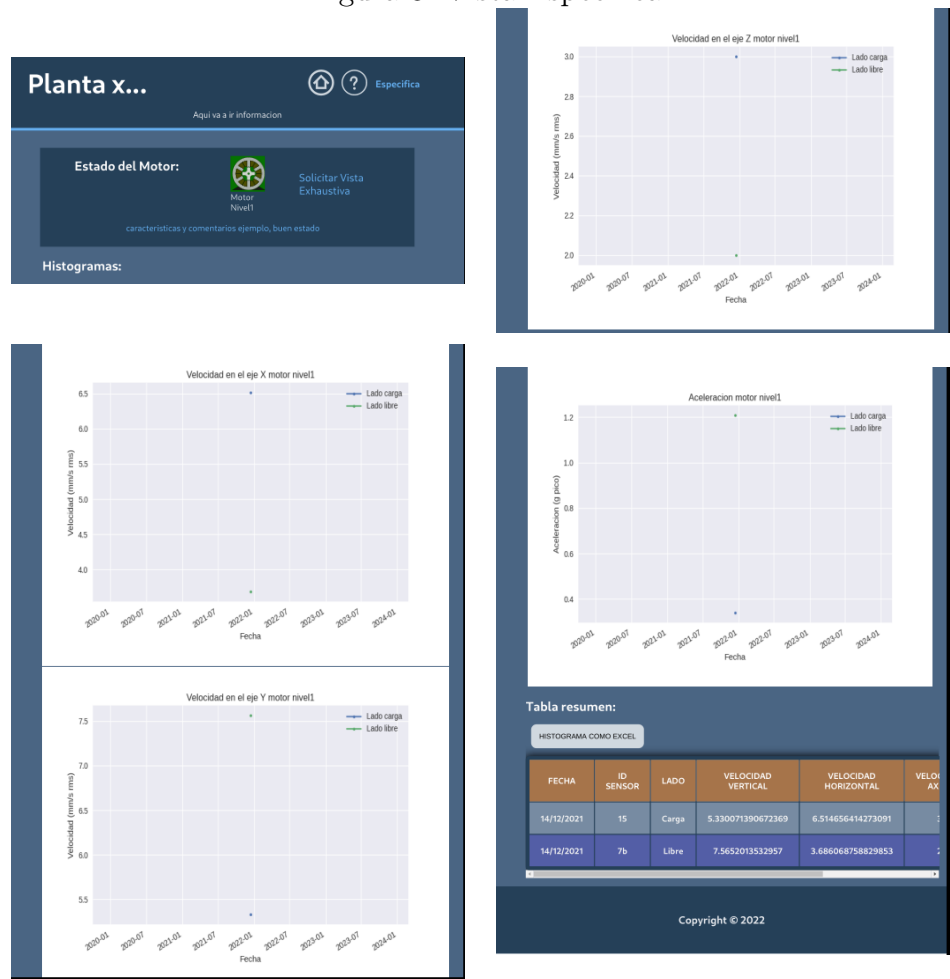 Planta x...
Especifica
Aqui va a ir informacion
Estado del Motor:
Motor
Nivel1
Solicitar Vista
Exhaustiva
caracteristicas y comentarios ejemplo, buen estado
Histogramas:
Velocidad en el eje X motor nivel1
Lado carga
Lado libre
Velocidad (mm/s rms)
6.5
6.0
5.5
5.0
4.5
4.0
2020-01 2020-07 2021-01 2021-07 2022-01 2022-07 2023-01 2023-07 2024-01
Fecha
Velocidad en el eje Y motor nivel1
Lado carga
Lado libre
Velocidad (mm/s rms)
7.5
7.0
6.5
6.0
5.5
2020-01 2020-07 2021-01 2021-07 2022-01 2022-07 2023-01 2023-07 2024-01
Fecha
Velocidad en el eje Z motor nivel1
Lado carga
Lado libre
Velocidad (mm/s rms)
3.0
2.8
2.6
2.4
2.2
2.0
2020-01 2020-07 2021-01 2021-07 2022-01 2022-07 2023-01 2023-07 2024-01
Fecha
Aceleracion motor nivel1
Lado carga
Lado libre
Aceleracion (g pico)
1.2
1.0
0.8
0.6
0.4
2020-01 2020-07 2021-01 2021-07 2022-01 2022-07 2023-01 2023-07 2024-01
Fecha
Tabla resumen:
HISTOGRAMA COMO EXCEL
FECHA ID SENSOR LADO VELOCIDAD VERTICAL VELOCIDAD HORIZONTAL
14/12/2021 15 Carga 5.330071390672369 6.514656414273091
14/12/2021 7b Libre 7.5652013532957 3.686068758829853
Copyright © 2022